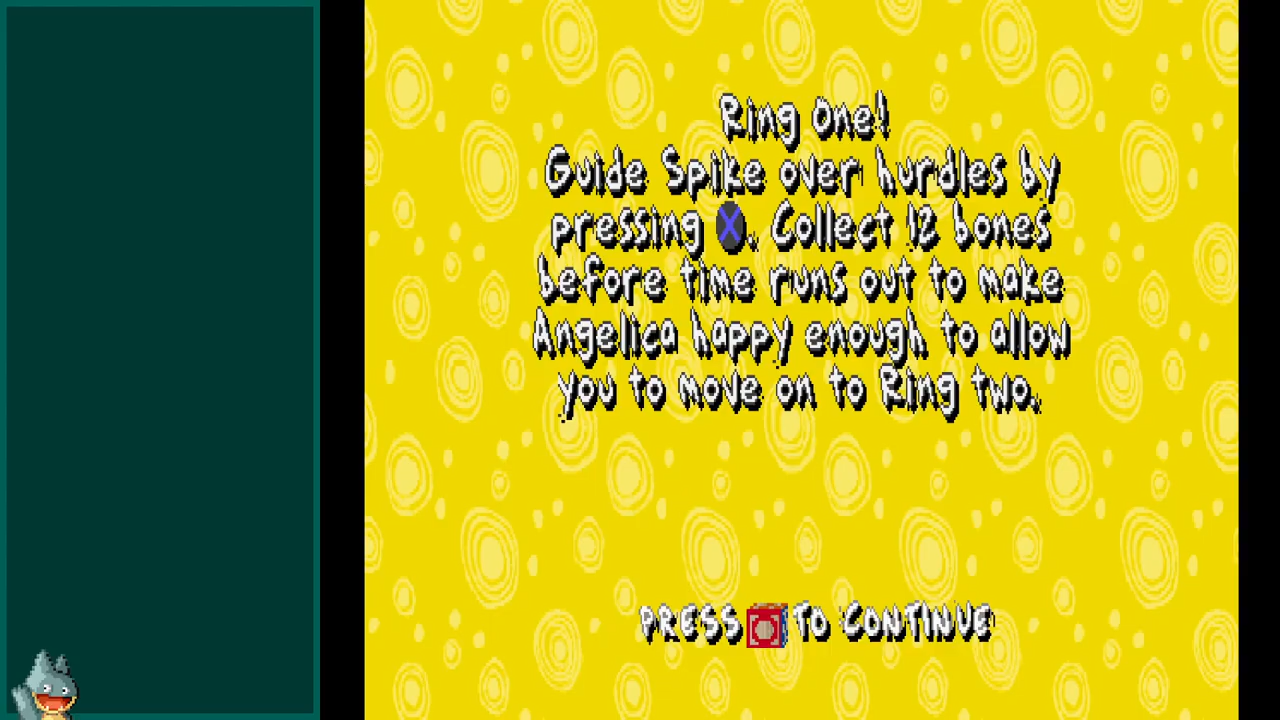 Ring One!
Guide Spike over hurdles by
pressing X. Collect 12 bones
before time runs out to make
Angelica happy enough to allow
you to move on to Ring two.
PRESS TO CONTINUE